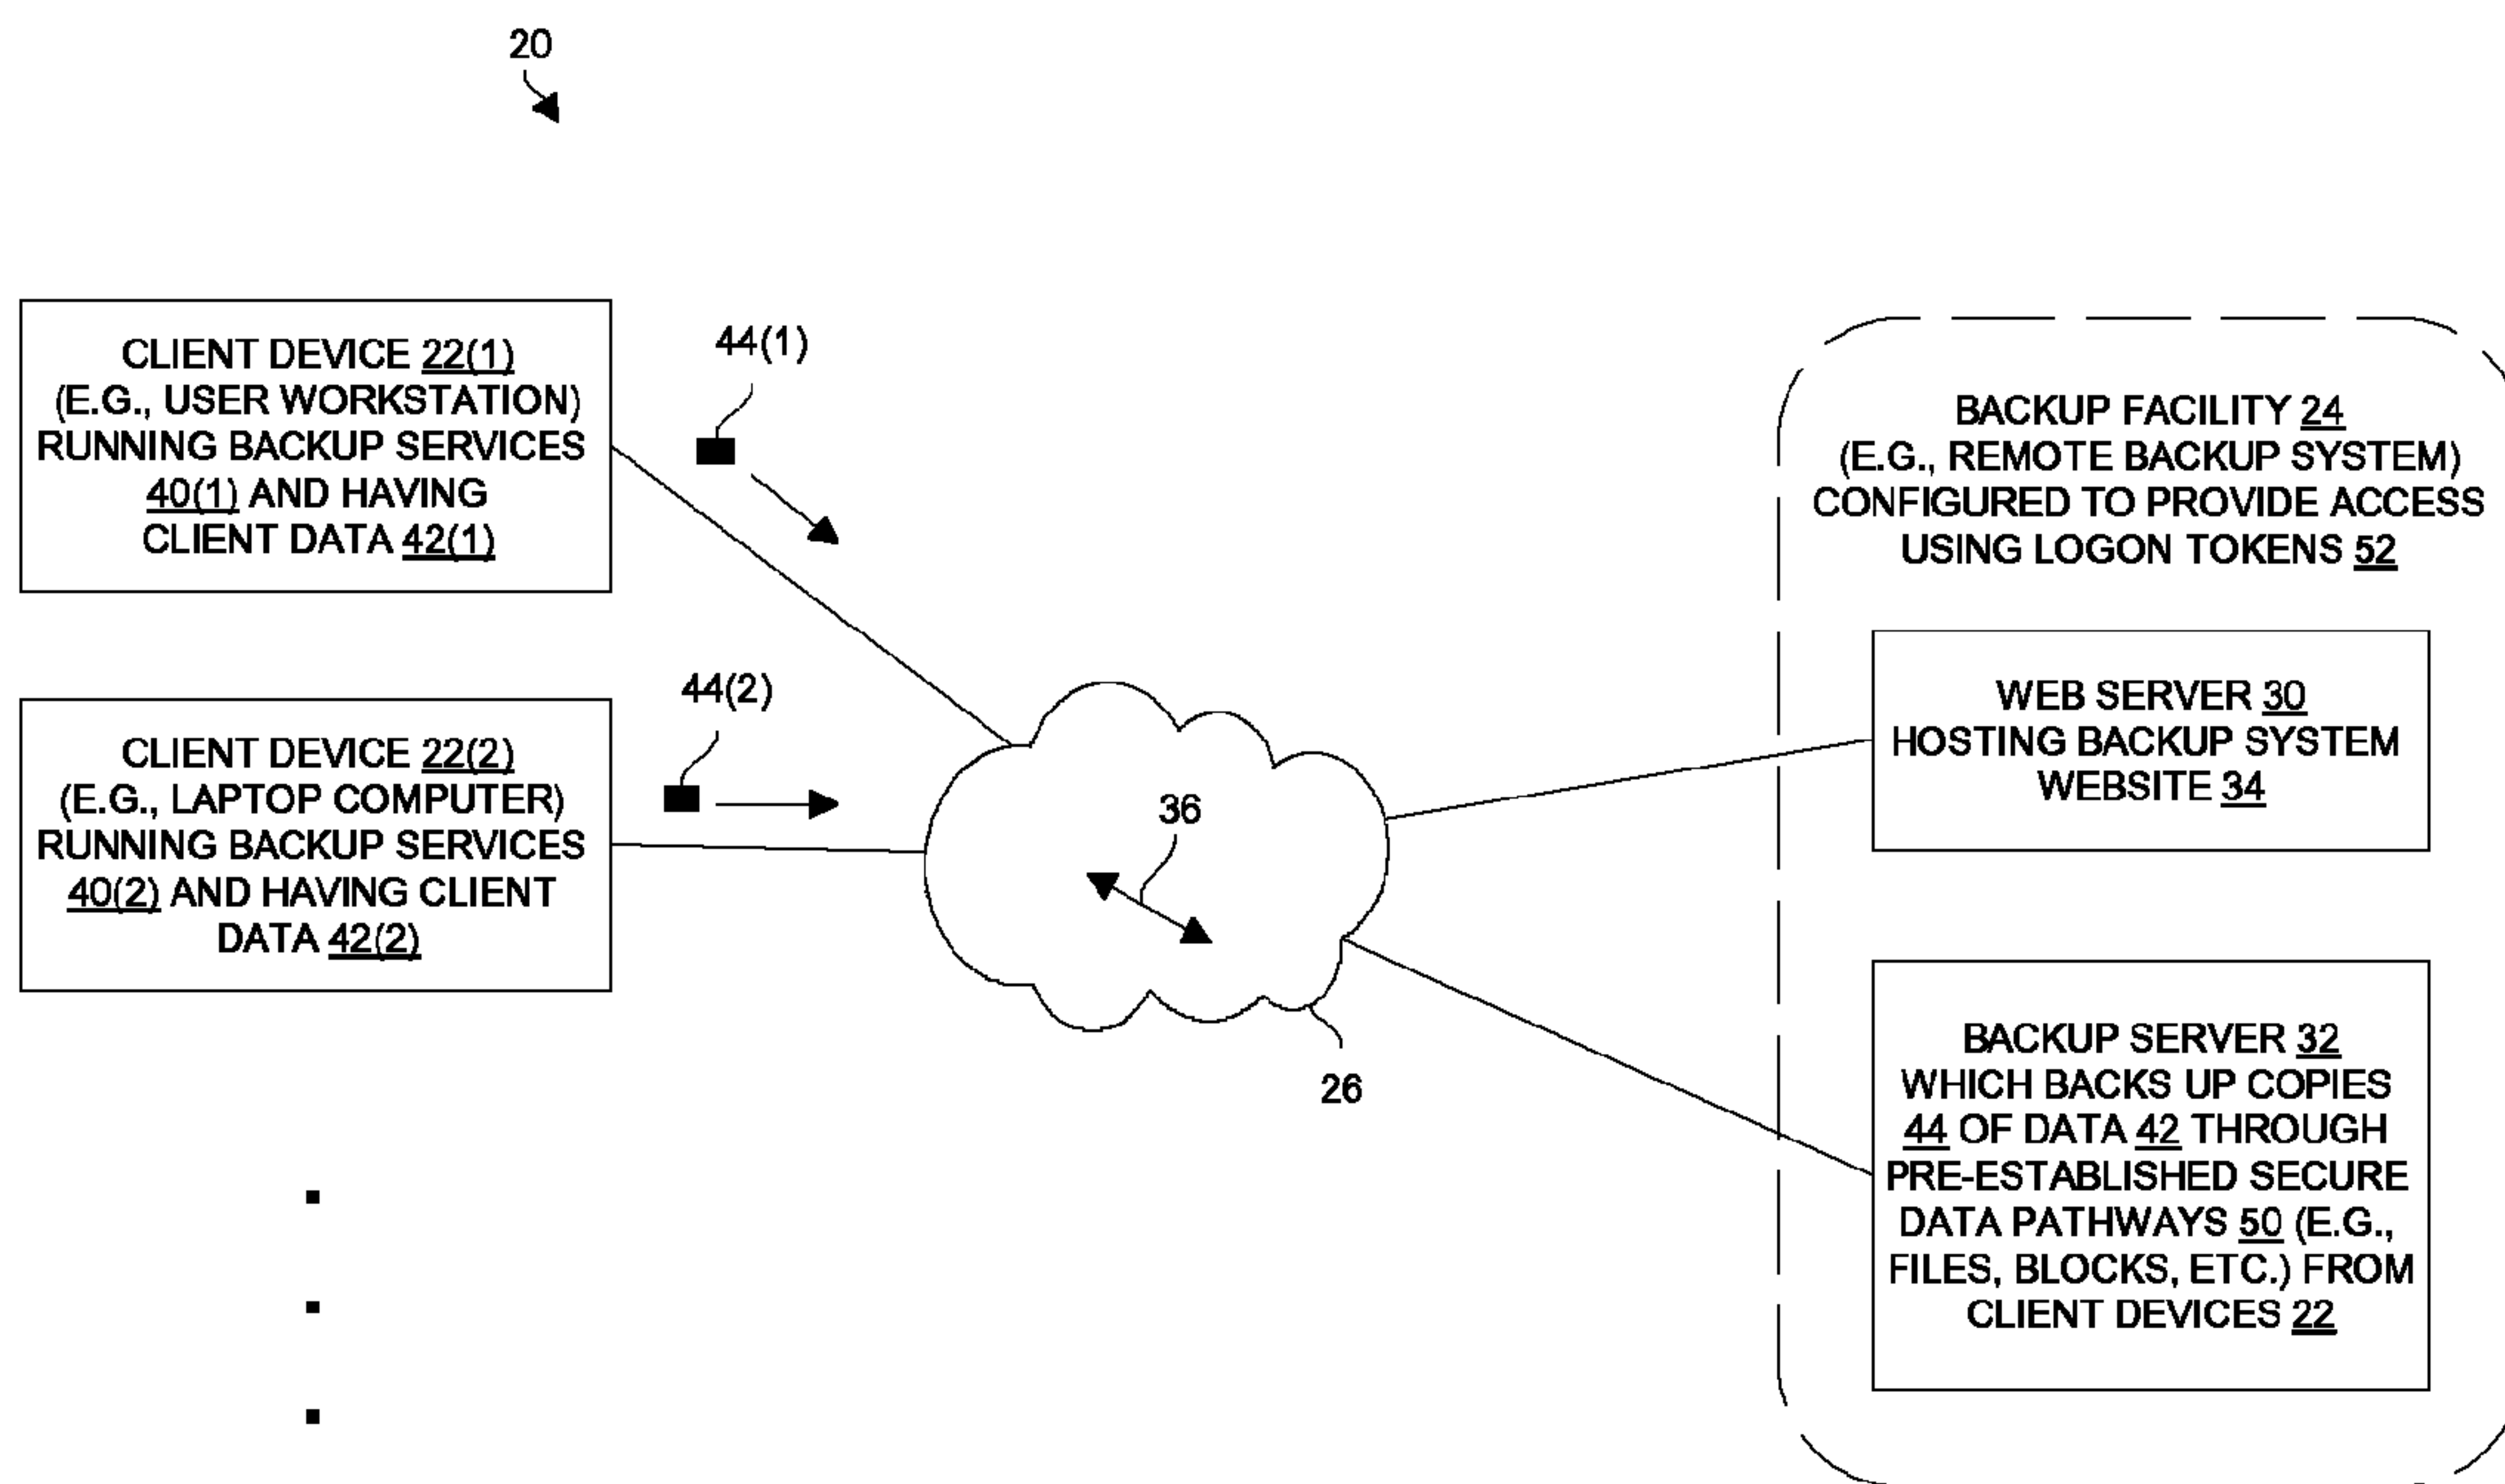 20
CLIENT DEVICE 22(1)
(E.G., USER WORKSTATION)
RUNNING BACKUP SERVICES
40(1) AND HAVING
CLIENT DATA 42(1)
44(1)
CLIENT DEVICE 22(2)
(E.G., LAPTOP COMPUTER)
RUNNING BACKUP SERVICES
40(2) AND HAVING CLIENT
DATA 42(2)
44(2)
36
26
BACKUP FACILITY 24
(E.G., REMOTE BACKUP SYSTEM)
CONFIGURED TO PROVIDE ACCESS
USING LOGON TOKENS 52
WEB SERVER 30
HOSTING BACKUP SYSTEM
WEBSITE 34
BACKUP SERVER 32
WHICH BACKS UP COPIES
44 OF DATA 42 THROUGH
PRE-ESTABLISHED SECURE
DATA PATHWAYS 50 (E.G.,
FILES, BLOCKS, ETC.) FROM
CLIENT DEVICES 22